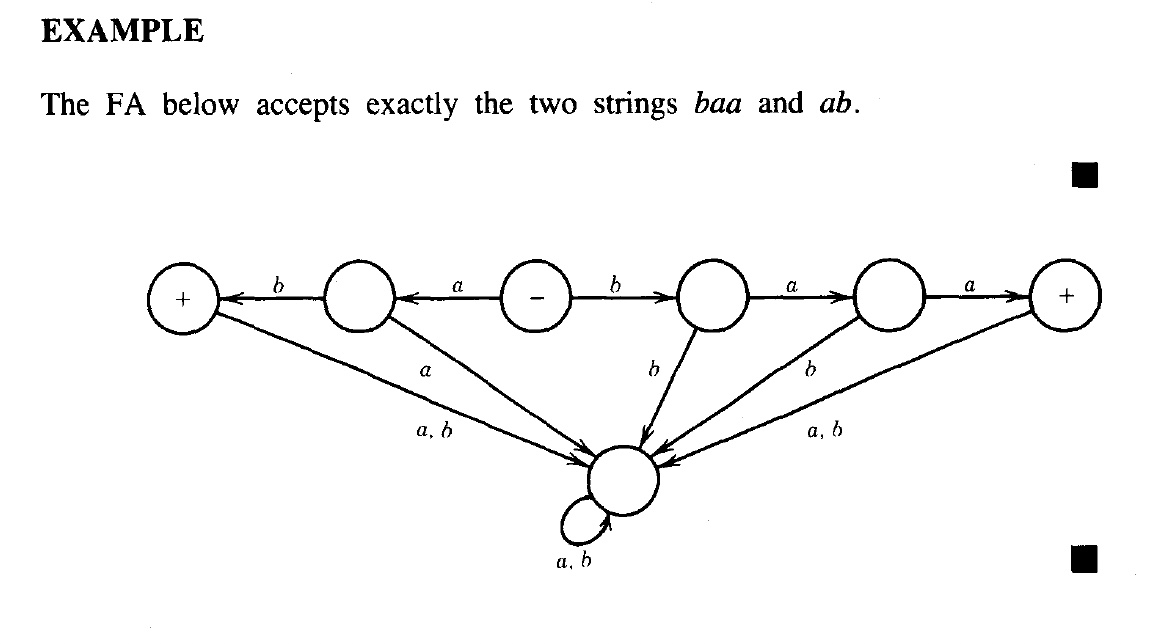 EXAMPLE
The FA below accepts exactly the two strings baa and ab.
b a b a a
+ − +
a b b
a, b a, b
a, b